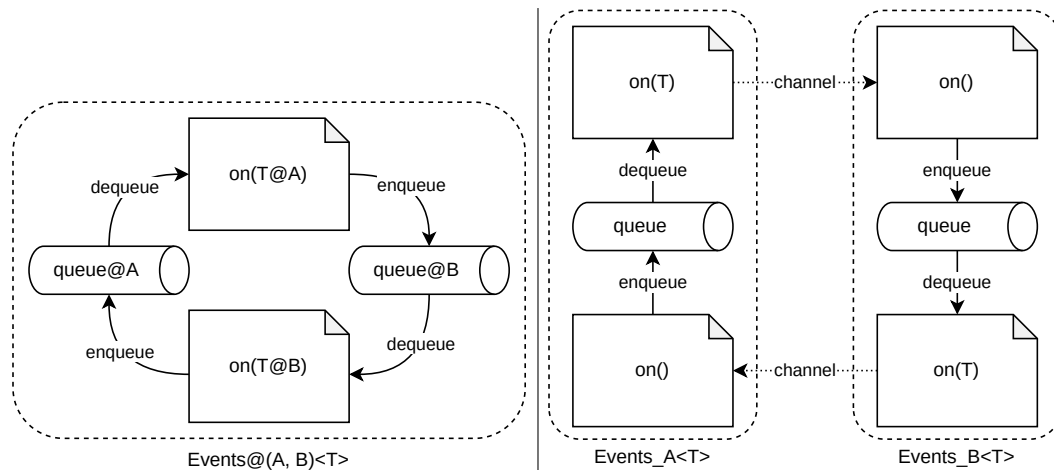 on(T@A)
dequeue
enqueue
queue@A
queue@B
enqueue
dequeue
on(T@B)
Events@(A, B)<T>
on(T)
channel
on()
dequeue
enqueue
queue
queue
enqueue
dequeue
on()
channel
on(T)
Events_A<T>
Events_B<T>